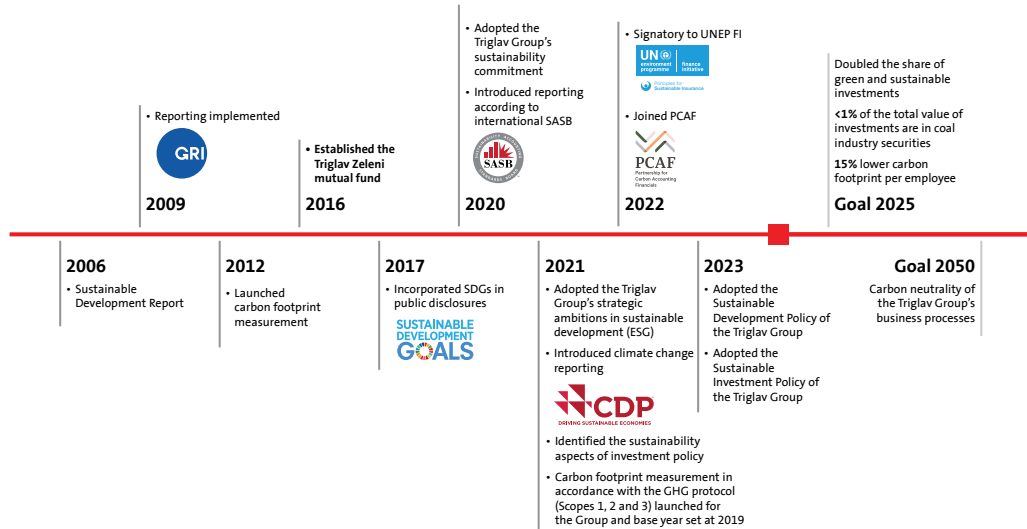 • Reporting implemented
GRI
2009
• Established the
Triglav Zeleni
mutual fund
2016
• Adopted the
Triglav Group's
sustainability
commitment
• Introduced reporting
according to
international SASB
SASB
2020
• Signatory to UNEP FI
UN
environment
programme
finance
initiative
Principles for
Sustainable Insurance
• Joined PCAF
PCAF
Partnership for
Carbon Accounting
Financials
2022
Doubled the share of
green and sustainable
investments
<1% of the total value of
investments are in coal
industry securities
15% lower carbon
footprint per employee
Goal 2025
2006
• Sustainable
Development Report
2012
• Launched
carbon footprint
measurement
2017
• Incorporated SDGs in
public disclosures
SUSTAINABLE
DEVELOPMENT
GOALS
2021
• Adopted the Triglav
Group's strategic
ambitions in sustainable
development (ESG)
• Introduced climate change
reporting
CDP
DRIVING SUSTAINABLE ECONOMIES
• Identified the sustainability
aspects of investment policy
• Carbon footprint measurement in
accordance with the GHG protocol
(Scopes 1, 2 and 3) launched for
the Group and base year set at 2019
2023
• Adopted the
Sustainable
Development Policy of
the Triglav Group
• Adopted the
Sustainable
Investment Policy of
the Triglav Group
Goal 2050
Carbon neutrality of
the Triglav Group's
business processes